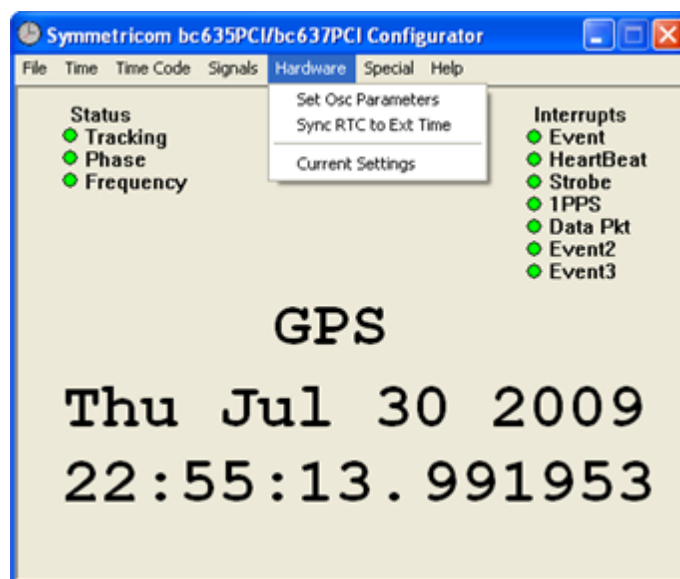 Symmetricom bc635PCI/bc637PCI Configurator
File Time Time Code Signals Hardware Special Help
Set Osc Parameters
Sync RTC to Ext Time
Current Settings
Status
Tracking
Phase
Frequency
Interrupts
Event
HeartBeat
Strobe
1PPS
Data Pkt
Event2
Event3
GPS
Thu Jul 30 2009
22:55:13.991953